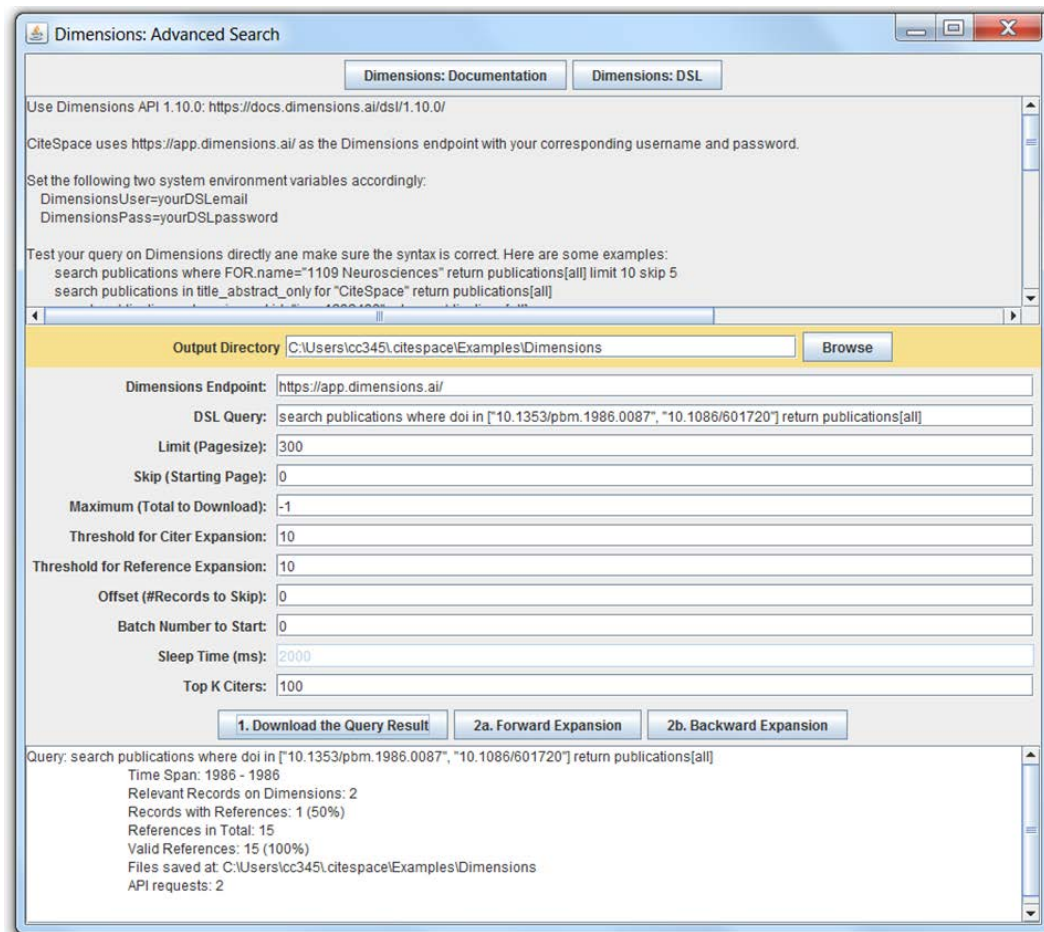 Dimensions: Advanced Search
Dimensions: Documentation Dimensions: DSL
Use Dimensions API 1.10.0: https://docs.dimensions.ai/dsl/1.10.0/
CiteSpace uses https://app.dimensions.ai/ as the Dimensions endpoint with your corresponding username and password.
Set the following two system environment variables accordingly:
DimensionsUser=yourDSLemail
DimensionsPass=yourDSLpassword
Test your query on Dimensions directly ane make sure the syntax is correct. Here are some examples:
search publications where FOR.name="1109 Neurosciences" return publications[all] limit 10 skip 5
search publications in title_abstract_only for "CiteSpace" return publications[all]
Output Directory C:\Users\cc345\.citespace\Examples\Dimensions Browse
Dimensions Endpoint: https://app.dimensions.ai/
DSL Query: search publications where doi in ["10.1353/pbm.1986.0087", "10.1086/601720"] return publications[all]
Limit (Pagesize): 300
Skip (Starting Page): 0
Maximum (Total to Download): -1
Threshold for Citer Expansion: 10
Threshold for Reference Expansion: 10
Offset (#Records to Skip): 0
Batch Number to Start: 0
Sleep Time (ms): 2000
Top K Citers: 100
1. Download the Query Result 2a. Forward Expansion 2b. Backward Expansion
Query: search publications where doi in ["10.1353/pbm.1986.0087", "10.1086/601720"] return publications[all]
Time Span: 1986 - 1986
Relevant Records on Dimensions: 2
Records with References: 1 (50%)
References in Total: 15
Valid References: 15 (100%)
Files saved at: C:\Users\cc345\.citespace\Examples\Dimensions
API requests: 2